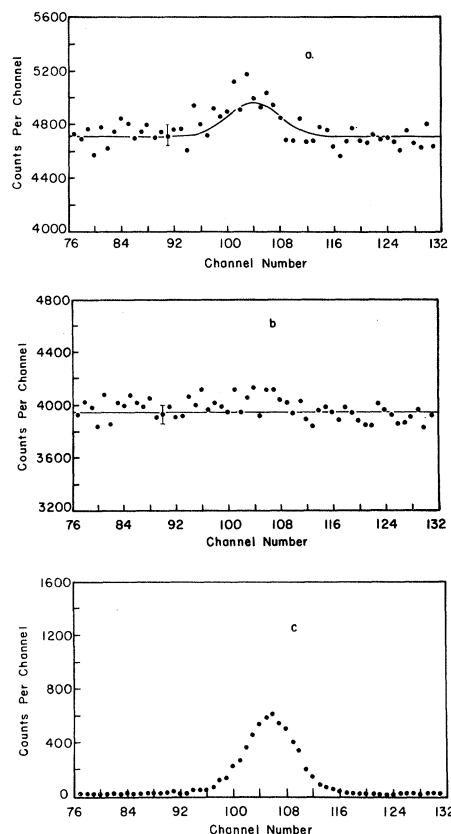 5600
a.
5200
4800
4400
4000
76 84 92 100 108 116 124 132
Counts Per Channel
Channel Number
4800
b
4400
4000
3600
3200
76 84 92 100 108 116 124 132
Counts Per Channel
Channel Number
1600
c
1200
800
400
0
76 84 92 100 108 116 124 132
Counts Per Channel
Channel Number